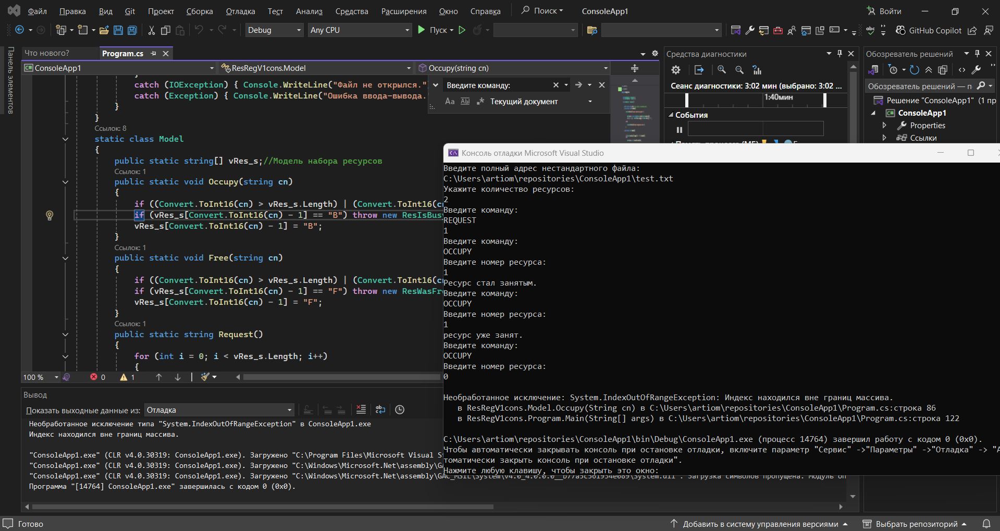 Файл Правка Вид Git Проект Сборка Отладка Тест Анализ Средства Расширения Окно Справка Поиск ConsoleApp1 Войти
Debug Any CPU Пуск abc GitHub Copilot
Панель элементов
Что нового? Program.cs
ConsoleApp1 ResRegV1cons.Model Occupy(string cn)
Введите команду:
Aa Abl .* Текущий документ
}
catch (IOException) { Console.WriteLine("Файл не открылся."
catch (Exception) { Console.WriteLine("Ошибка ввода-вывода.
}
}
Ссылок: 8
static class Model
{
public static string[] vRes_s;//Модель набора ресурсов
Ссылок: 1
public static void Occupy(string cn)
{
if ((Convert.ToInt16(cn) > vRes_s.Length) | (Convert.ToInt16(c
if (vRes_s[Convert.ToInt16(cn) - 1] == "B") throw new ResIsBus
vRes_s[Convert.ToInt16(cn) - 1] = "B";
}
Ссылок: 1
public static void Free(string cn)
{
if ((Convert.ToInt16(cn) > vRes_s.Length) | (Convert.ToInt16(c
if (vRes_s[Convert.ToInt16(cn) - 1] == "F") throw new ResWasFr
vRes_s[Convert.ToInt16(cn) - 1] = "F";
}
Ссылок: 1
public static string Request()
{
for (int i = 0; i < vRes_s.Length; i++)
{
100 % 0 1
Средства диагностики
Сеанс диагностики: 3:02 мин (выбрано: 3:02 ...
1:40мин
События
Обозреватель решений
Обозреватель решений — п
Решение "ConsoleApp1" (1 пр
C# ConsoleApp1
Properties
Ссылки
Консоль отладки Microsoft Visual Studio
Введите полный адрес нестандартного файла:
C:\Users\artiom\repositories\ConsoleApp1\test.txt
Укажите количество ресурсов:
2
Введите команду:
REQUEST
1
Введите команду:
OCCUPY
Введите номер ресурса:
1
Ресурс стал занятым.
Введите команду:
OCCUPY
Введите номер ресурса:
1
ресурс уже занят.
Введите команду:
OCCUPY
Введите номер ресурса:
0
Необработанное исключение: System.IndexOutOfRangeException: Индекс находился вне границ массива.
в ResRegV1cons.Model.Occupy(String cn) в C:\Users\artiom\repositories\ConsoleApp1\Program.cs:строка 86
в ResRegV1cons.Program.Main(String[] args) в C:\Users\artiom\repositories\ConsoleApp1\Program.cs:строка 122
C:\Users\artiom\repositories\ConsoleApp1\bin\Debug\ConsoleApp1.exe (процесс 14764) завершил работу с кодом 0 (0x0).
Чтобы автоматически закрывать консоль при остановке отладки, включите параметр "Сервис" ->"Параметры" ->"Отладка" -> "А
томатически закрыть консоль при остановке отладки".
Нажмите любую клавишу, чтобы закрыть это окно:
Вывод
Показать выходные данные из: Отладка
Необработанное исключение типа "System.IndexOutOfRangeException" в ConsoleApp1.exe
Индекс находился вне границ массива.
"ConsoleApp1.exe" (CLR v4.0.30319: ConsoleApp1.exe). Загружено "C:\Program Files\Microsoft Visual S
"ConsoleApp1.exe" (CLR v4.0.30319: ConsoleApp1.exe). Загружено "C:\Windows\Microsoft.Net\assembly\GA
"ConsoleApp1.exe" (CLR v4.0.30319: ConsoleApp1.exe). Загружено "C:\Windows\Microsoft.Net\assembly\GAC_MSIL\System\v4.0_4.0.0.0__b77a5c561934e089\System.dll". Загрузка символов пропущена. Модуль оп
Программа "[14764] ConsoleApp1.exe" завершилась с кодом 0 (0x0).
Готово Добавить в систему управления версиями Выбрать репозиторий